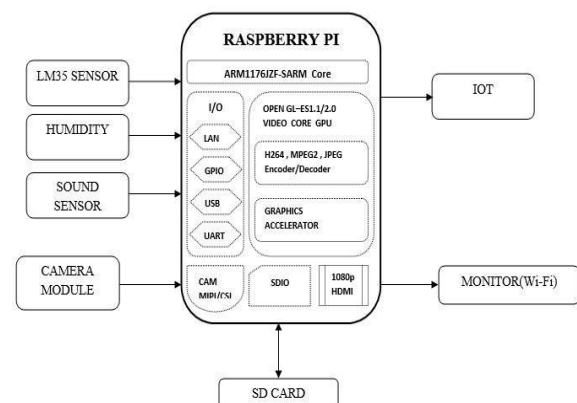 RASPBERRY PI
ARM1176JZF-SARM Core
LM35 SENSOR
HUMIDITY
SOUND
SENSOR
CAMERA
MODULE
I/O
LAN
GPIO
USB
UART
OPEN GL-ES1.1/2.0
VIDEO CORE GPU
H264 , MPEG2 , JPEG
Encoder/Decoder
GRAPHICS
ACCELERATOR
CAM
MIPI/CSI
SDIO
1080p
HDMI
IOT
MONITOR(Wi-Fi)
SD CARD